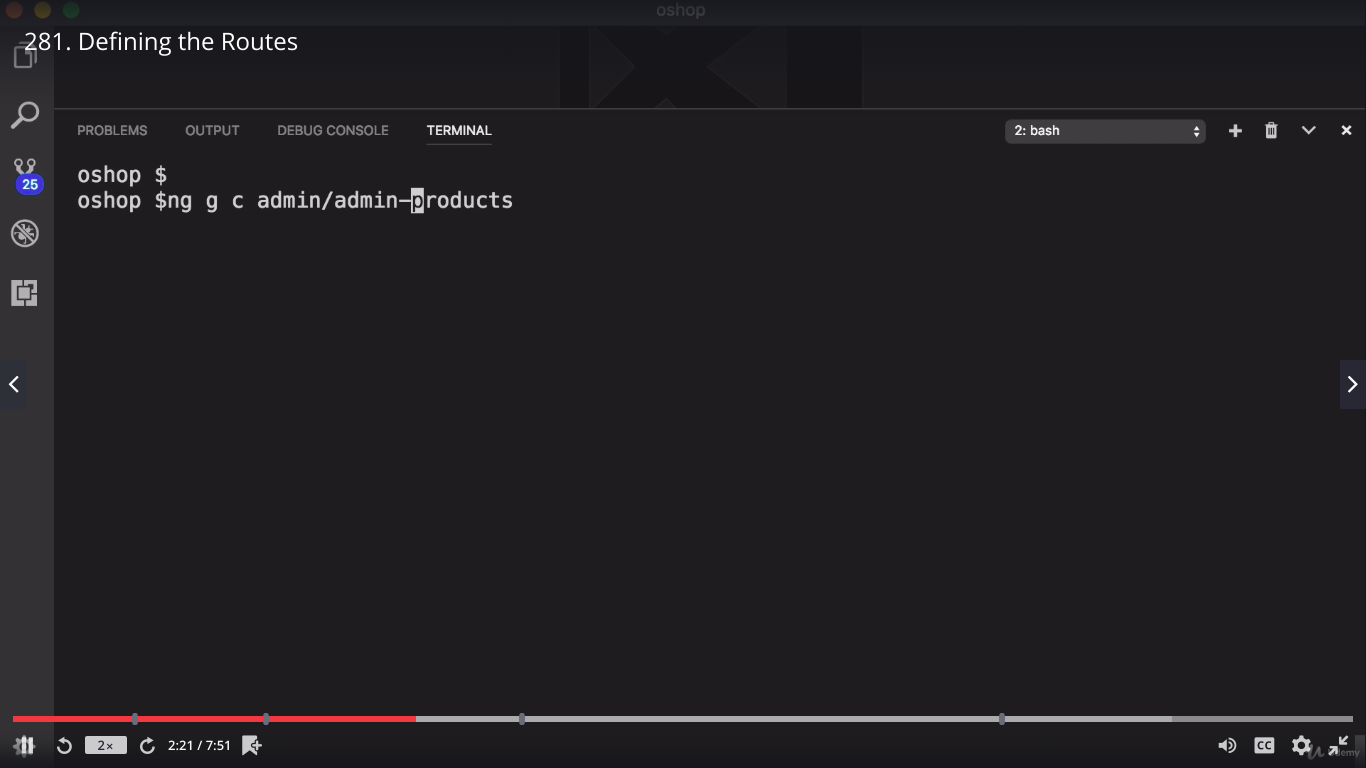 oshop
281. Defining the Routes
PROBLEMS OUTPUT DEBUG CONSOLE TERMINAL 2: bash
25
oshop $
oshop $ng g c admin/admin-products
2× 2:21 / 7:51 CC